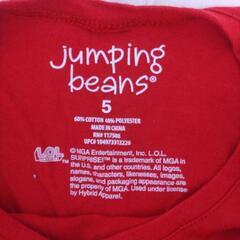 jumping
beans®
5
60% COTTON 40% POLYESTER
MADE IN CHINA
RN# 117508
L.O.L.
© MGA Entertainment, Inc. L.O.L.
SURPRISE! is a trademark of MGA
in the U.S. and other countries. All
logos, names, characters, likenesses, images,
slogans, and packaging appearance are
the property of MGA. Used under license
by Hybrid Apparel.